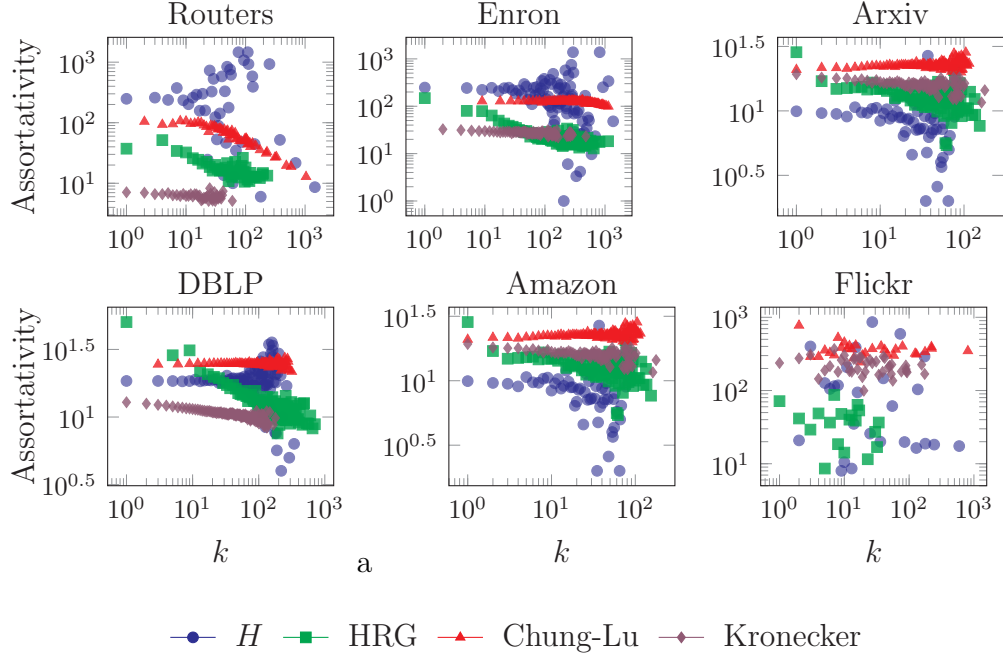 Routers Enron Arxiv
Assortativity
10^3
10^2
10^1
10^0 10^1 10^2 10^3
10^3
10^2
10^1
10^0
10^0 10^1 10^2 10^3
10^1.5
10^1
10^0.5
10^0 10^1 10^2
DBLP Amazon Flickr
Assortativity
10^1.5
10^1
10^0.5
10^0 10^1 10^2 10^3
10^1.5
10^1
10^0.5
10^0 10^1 10^2
10^3
10^2
10^1
10^0 10^1 10^2 10^3
k k k
a
H HRG Chung-Lu Kronecker